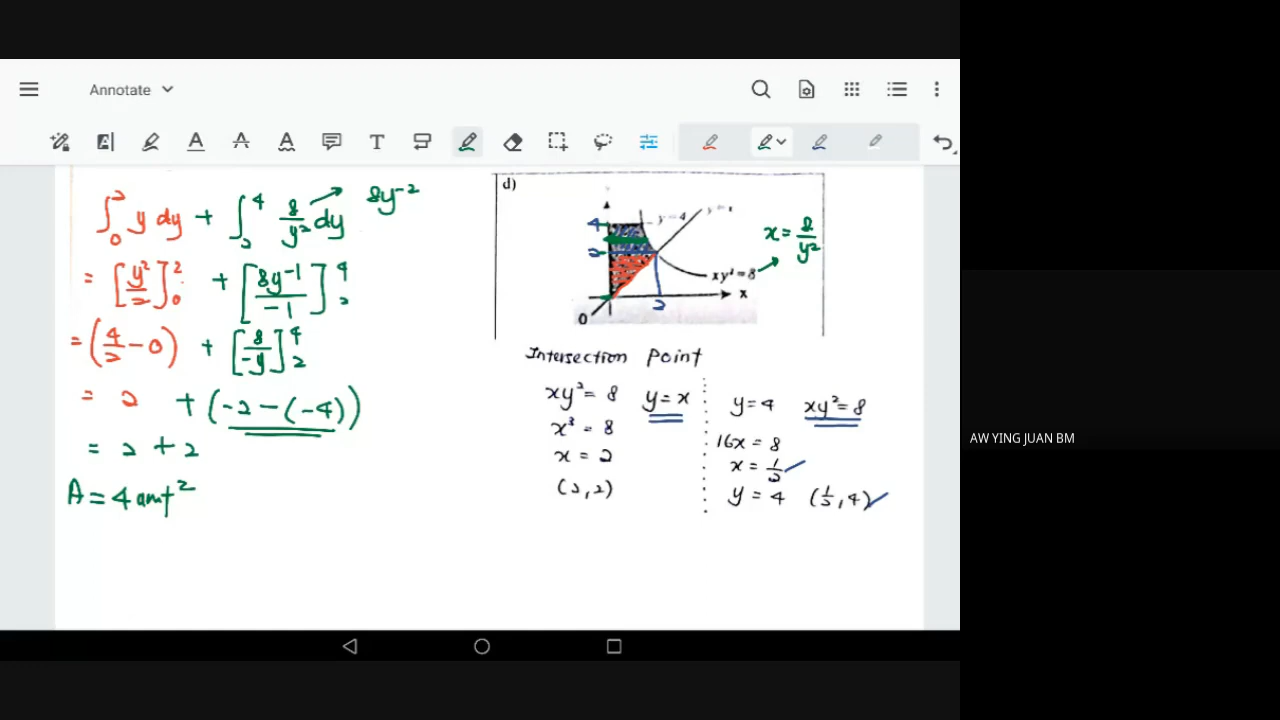 Annotate
∫₀² y dy + ∫₂⁴ 8/y² dy 8y⁻²
= [y²/2]₀² + [8y⁻¹/-1]₂⁴
= (4/2 - 0) + [8/-y]₂⁴
= 2 + (-2 - (-4))
= 2 + 2
A = 4 unit²
d)
4 y = 4
2 x = 8/y²
xy² = 8
O 2 x
Intersection Point
xy² = 8 y = x
x³ = 8
x = 2
(2, 2)
y = 4 xy² = 8
16x = 8
x = 1/2
y = 4 (1/2, 4)
AW YING JUAN BM